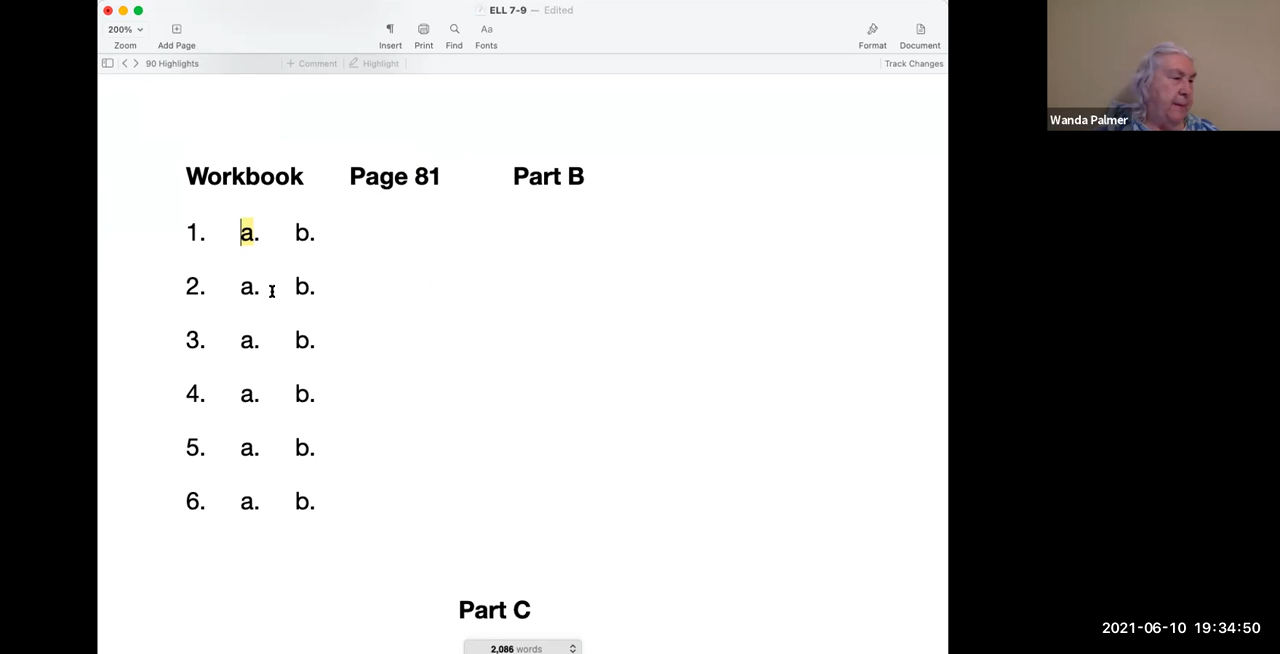 ELL 7-9 — Edited
200%
Zoom
Add Page
Insert
Print
Find
Aa
Fonts
Format
Document
90 Highlights
+ Comment
Highlight
Track Changes
Wanda Palmer
Workbook Page 81 Part B
1. a. b.
2. a. b.
3. a. b.
4. a. b.
5. a. b.
6. a. b.
Part C
2,086 words
2021-06-10 19:34:50